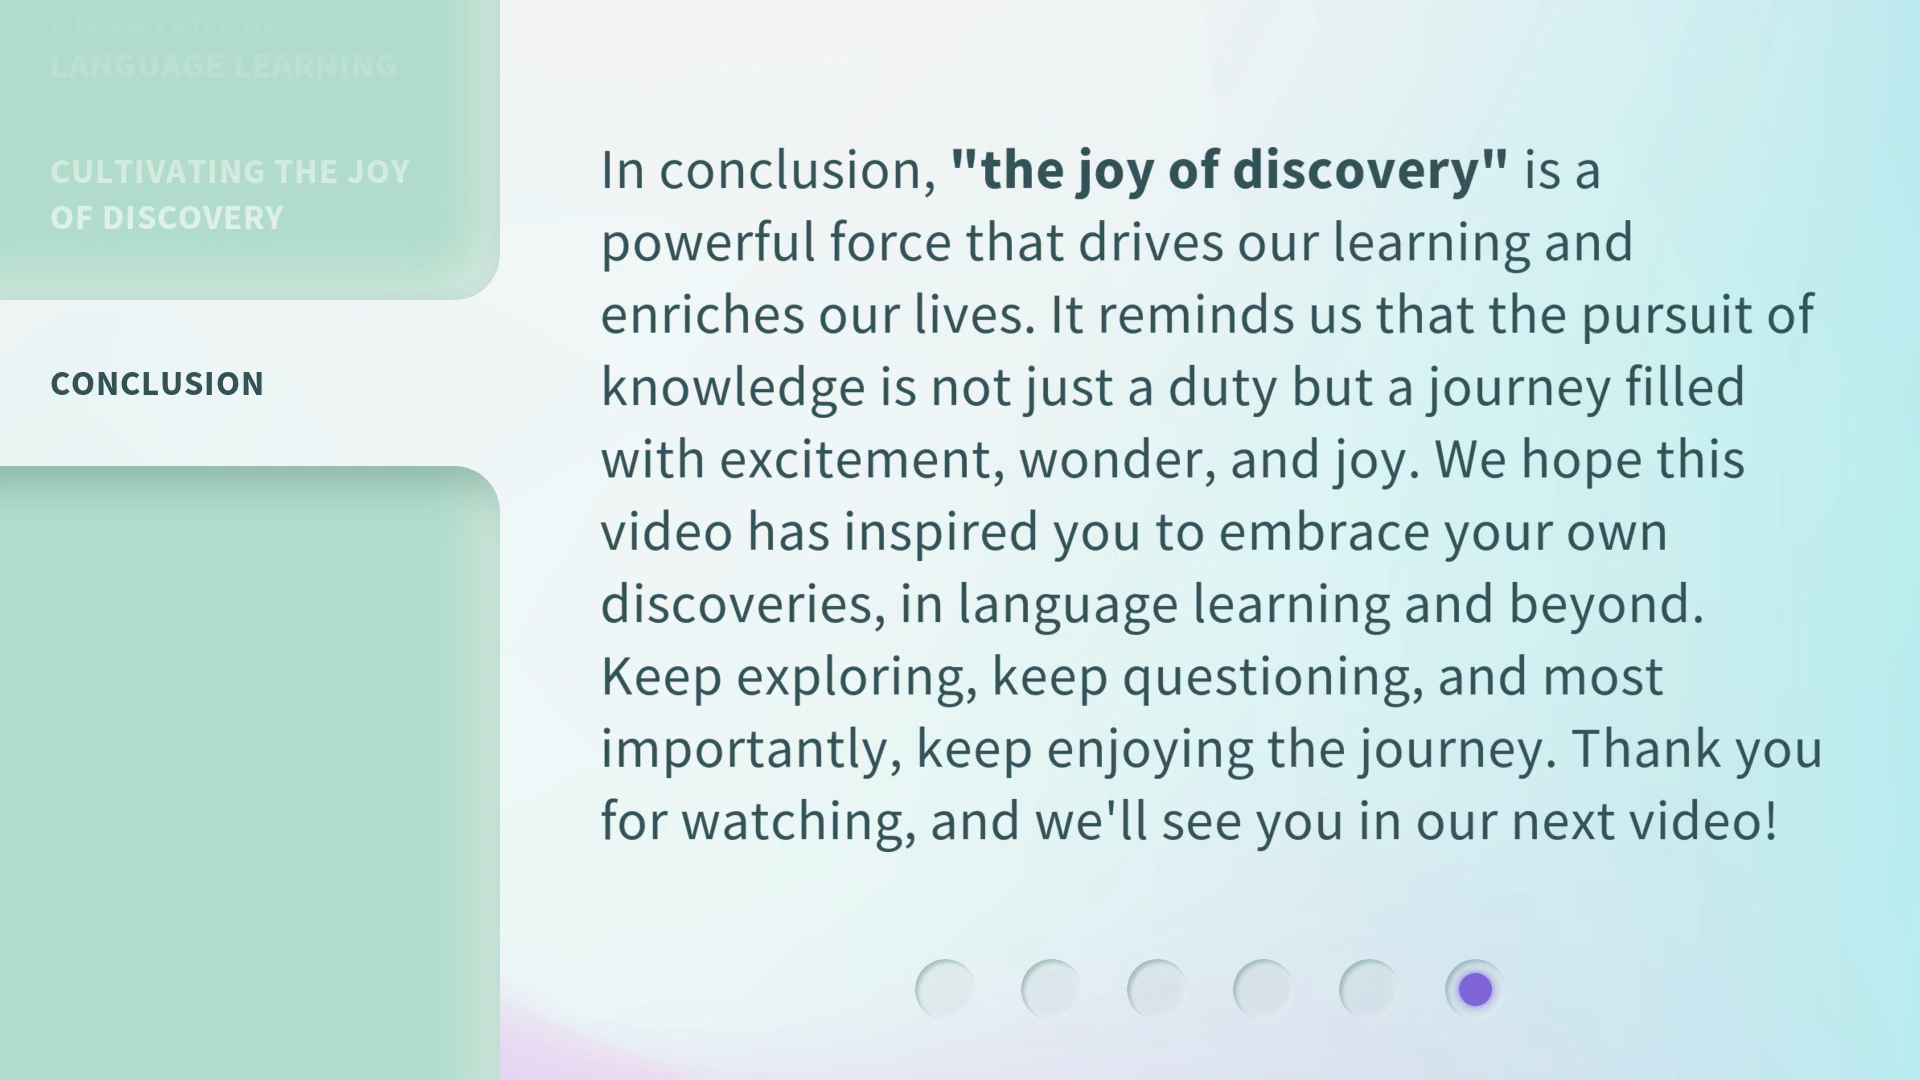 DISCOVERY IN
LANGUAGE LEARNING
CULTIVATING THE JOY
OF DISCOVERY
CONCLUSION
In conclusion, "the joy of discovery" is a
powerful force that drives our learning and
enriches our lives. It reminds us that the pursuit of
knowledge is not just a duty but a journey filled
with excitement, wonder, and joy. We hope this
video has inspired you to embrace your own
discoveries, in language learning and beyond.
Keep exploring, keep questioning, and most
importantly, keep enjoying the journey. Thank you
for watching, and we'll see you in our next video!